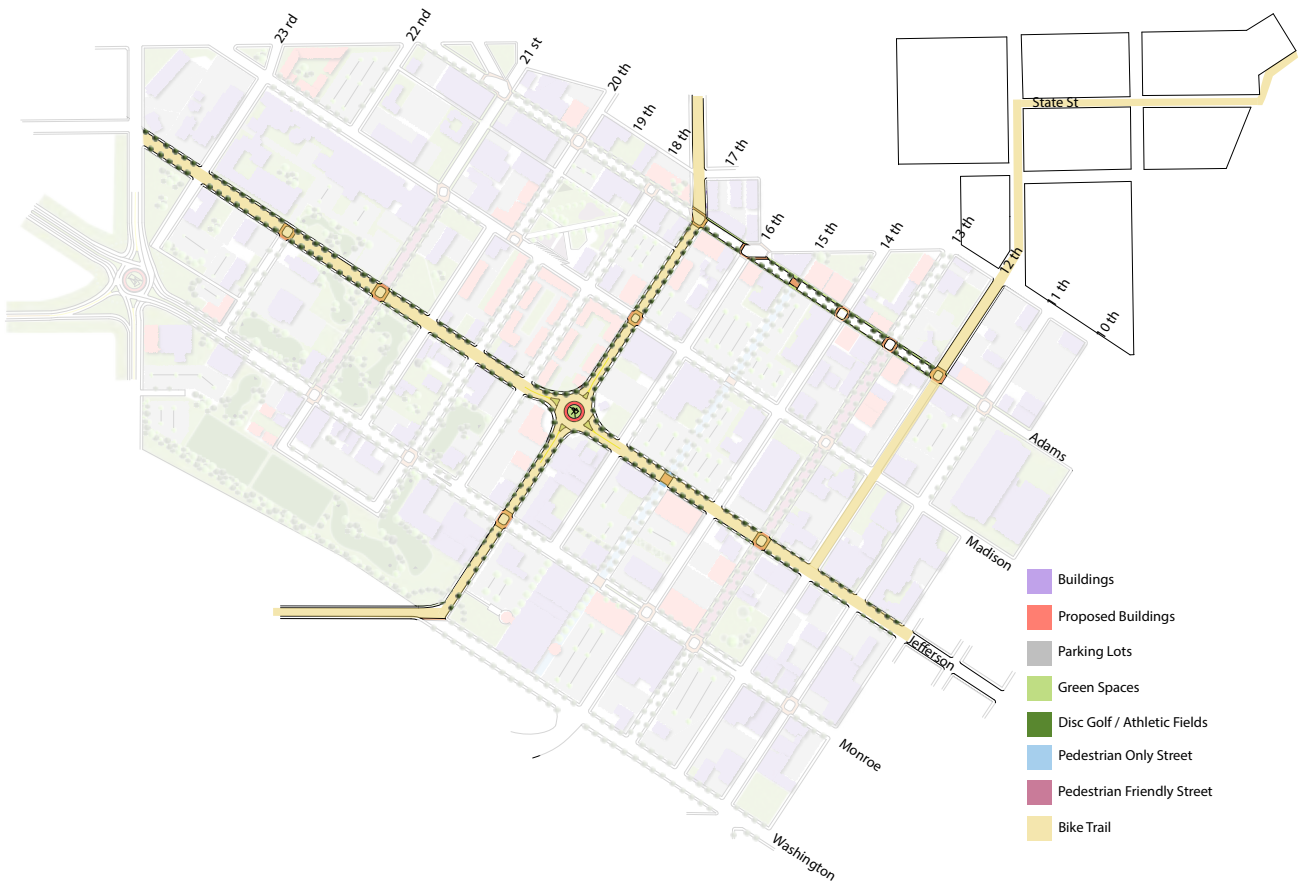 23 rd
22 nd
21 st
20 th
19 th
18 th
17 th
16 th
15 th
14 th
13 th
12 th
11 th
10 th
State St
Adams
Madison
Jefferson
Monroe
Washington
Buildings
Proposed Buildings
Parking Lots
Green Spaces
Disc Golf / Athletic Fields
Pedestrian Only Street
Pedestrian Friendly Street
Bike Trail